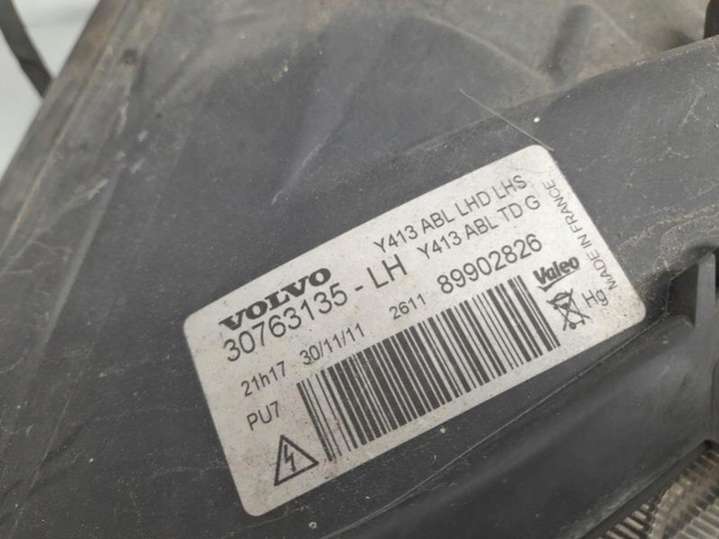 Y413 ABL LHD LHS
Y413 ABL TD G
VOLVO
30763135 - LH
21h17 30/11/11 2611 89902826
PU7
Valeo
Hg
MADE IN FRANCE